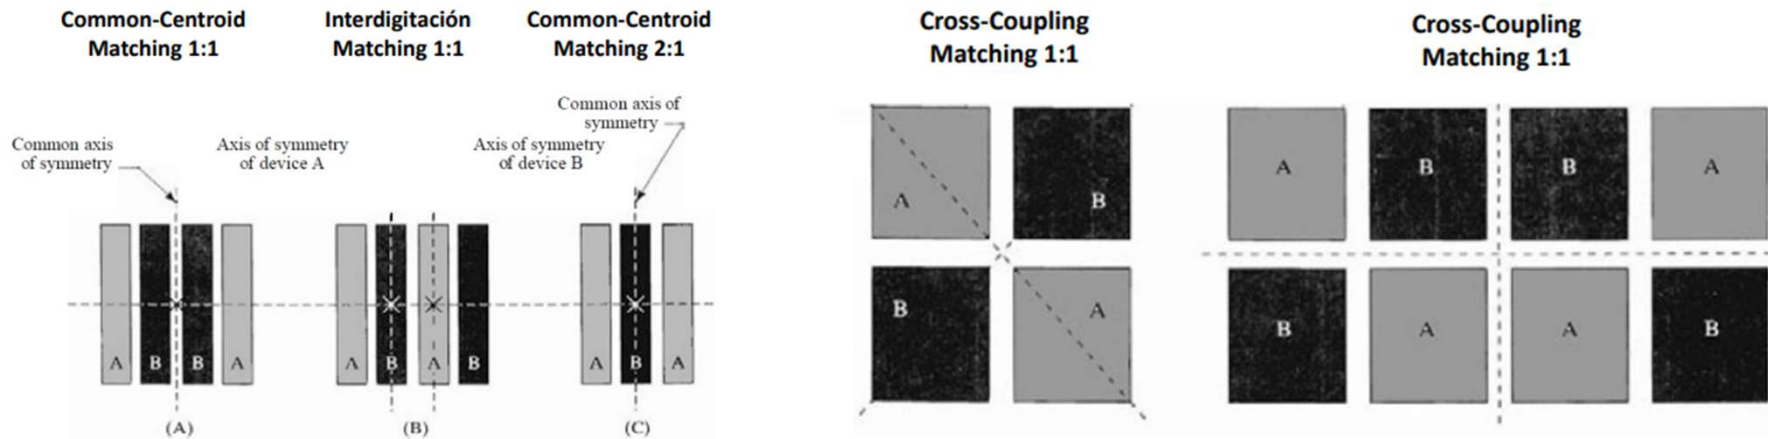 Common-Centroid
Matching 1:1
Interdigitación
Matching 1:1
Common-Centroid
Matching 2:1
Cross-Coupling
Matching 1:1
Cross-Coupling
Matching 1:1
Common axis
of symmetry
Axis of symmetry
of device A
Axis of symmetry
of device B
Common axis of
symmetry
A B B A
A B A B
A B A
(A)
(B)
(C)
A B
B A
A B B A
B A A B